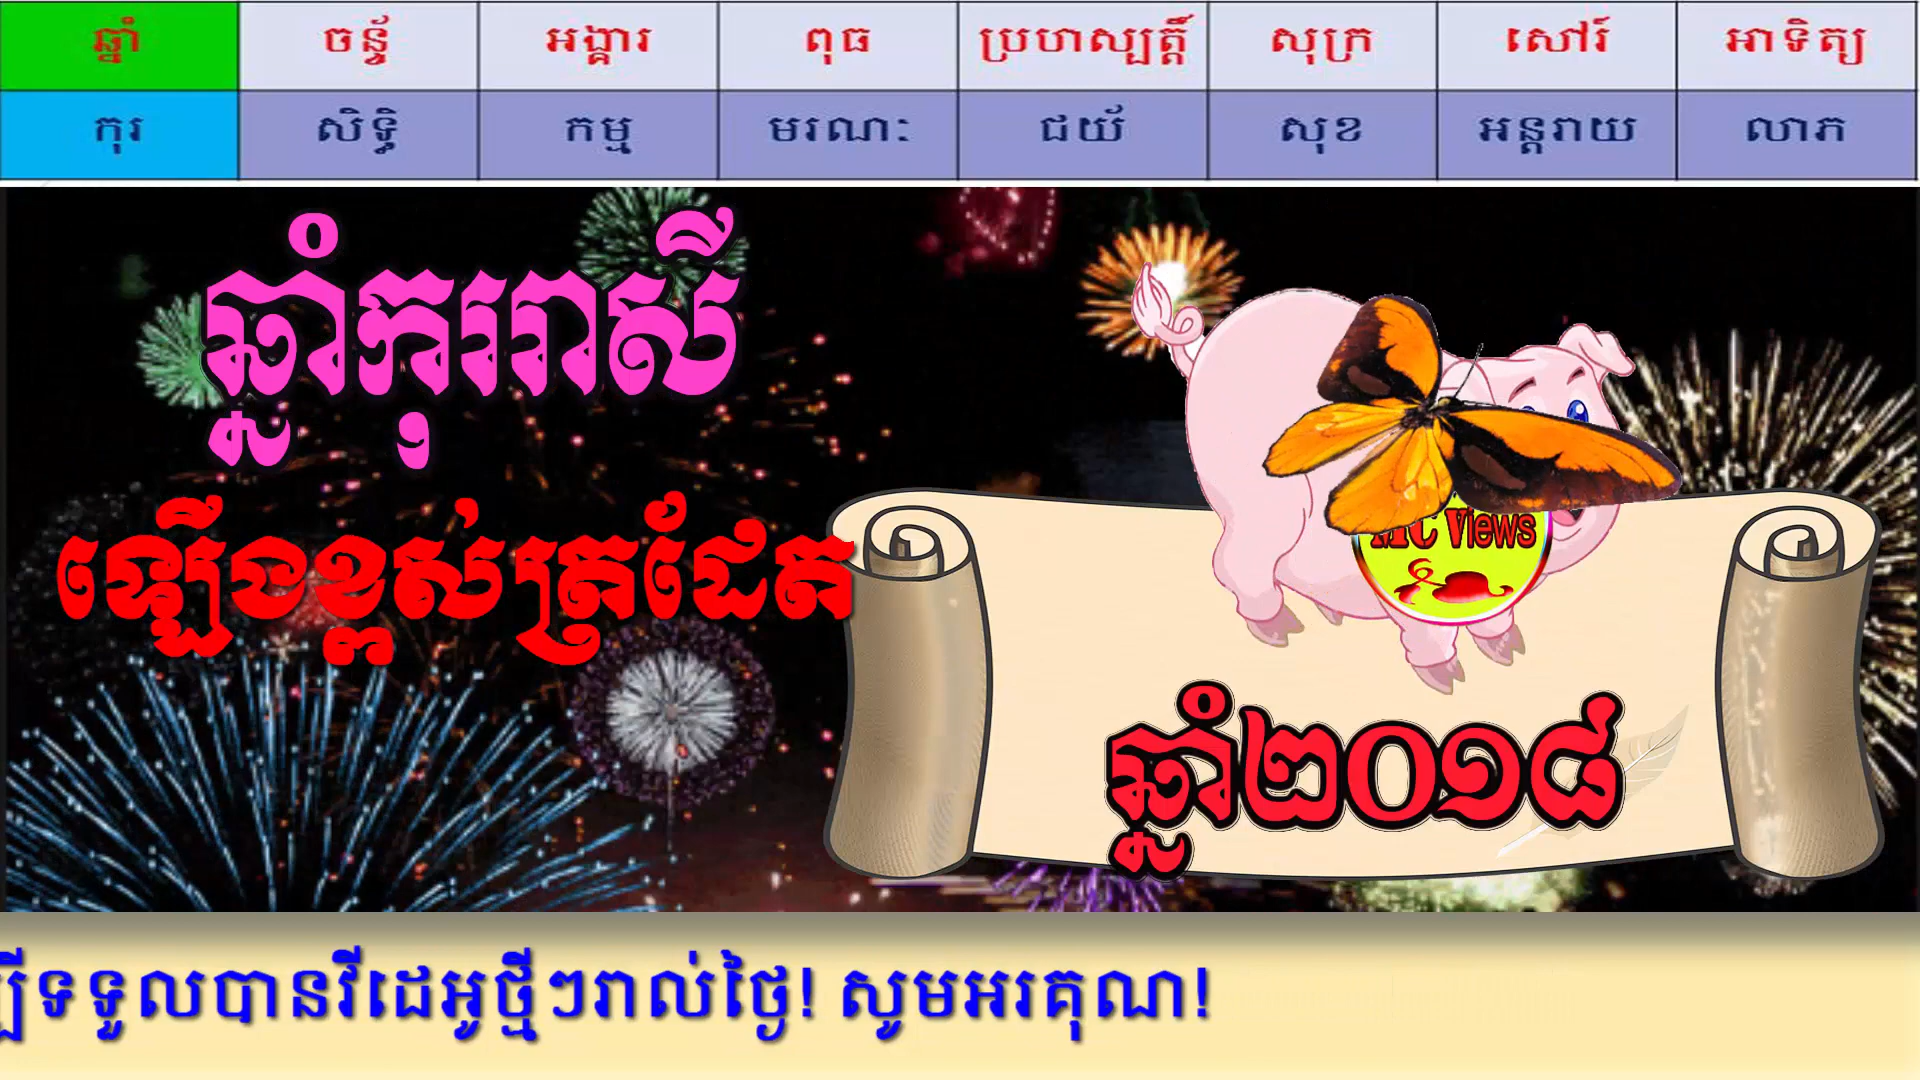 ឆ្នាំ ចន្ទ័ អង្គារ ពុធ ប្រហស្បត្តិ៍ សុក្រ សៅរ៍ អាទិត្យ
កុរ សិទ្ធិ កម្ម មរណៈ ជយ័ សុខ អន្តរាយ លាភ
ឆ្នាំកុររាសី
ឡើងខ្ពស់ត្រដែត
MC Views
ឆ្នាំ២០១៨
ទទួលបានវីដេអូថ្មីៗរាល់ថ្ងៃ! សូមអរគុណ!